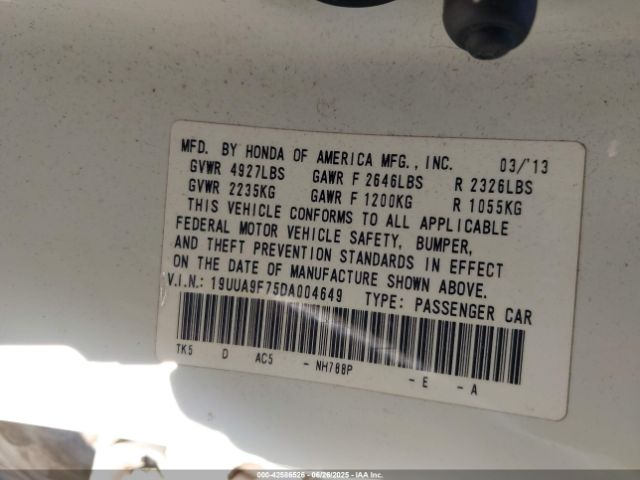 MFD. BY HONDA OF AMERICA MFG., INC. 03/'13
GVWR 4927LBS GAWR F 2646LBS R 2326LBS
GVWR 2235KG GAWR F 1200KG R 1055KG
THIS VEHICLE CONFORMS TO ALL APPLICABLE
FEDERAL MOTOR VEHICLE SAFETY, BUMPER,
AND THEFT PREVENTION STANDARDS IN EFFECT
ON THE DATE OF MANUFACTURE SHOWN ABOVE.
V.I.N.: 19UUA9F75DA004649 TYPE: PASSENGER CAR
TK5 D AC5 - NH788P - E - A
000-42586526 - 06/26/2025 - IAA Inc.